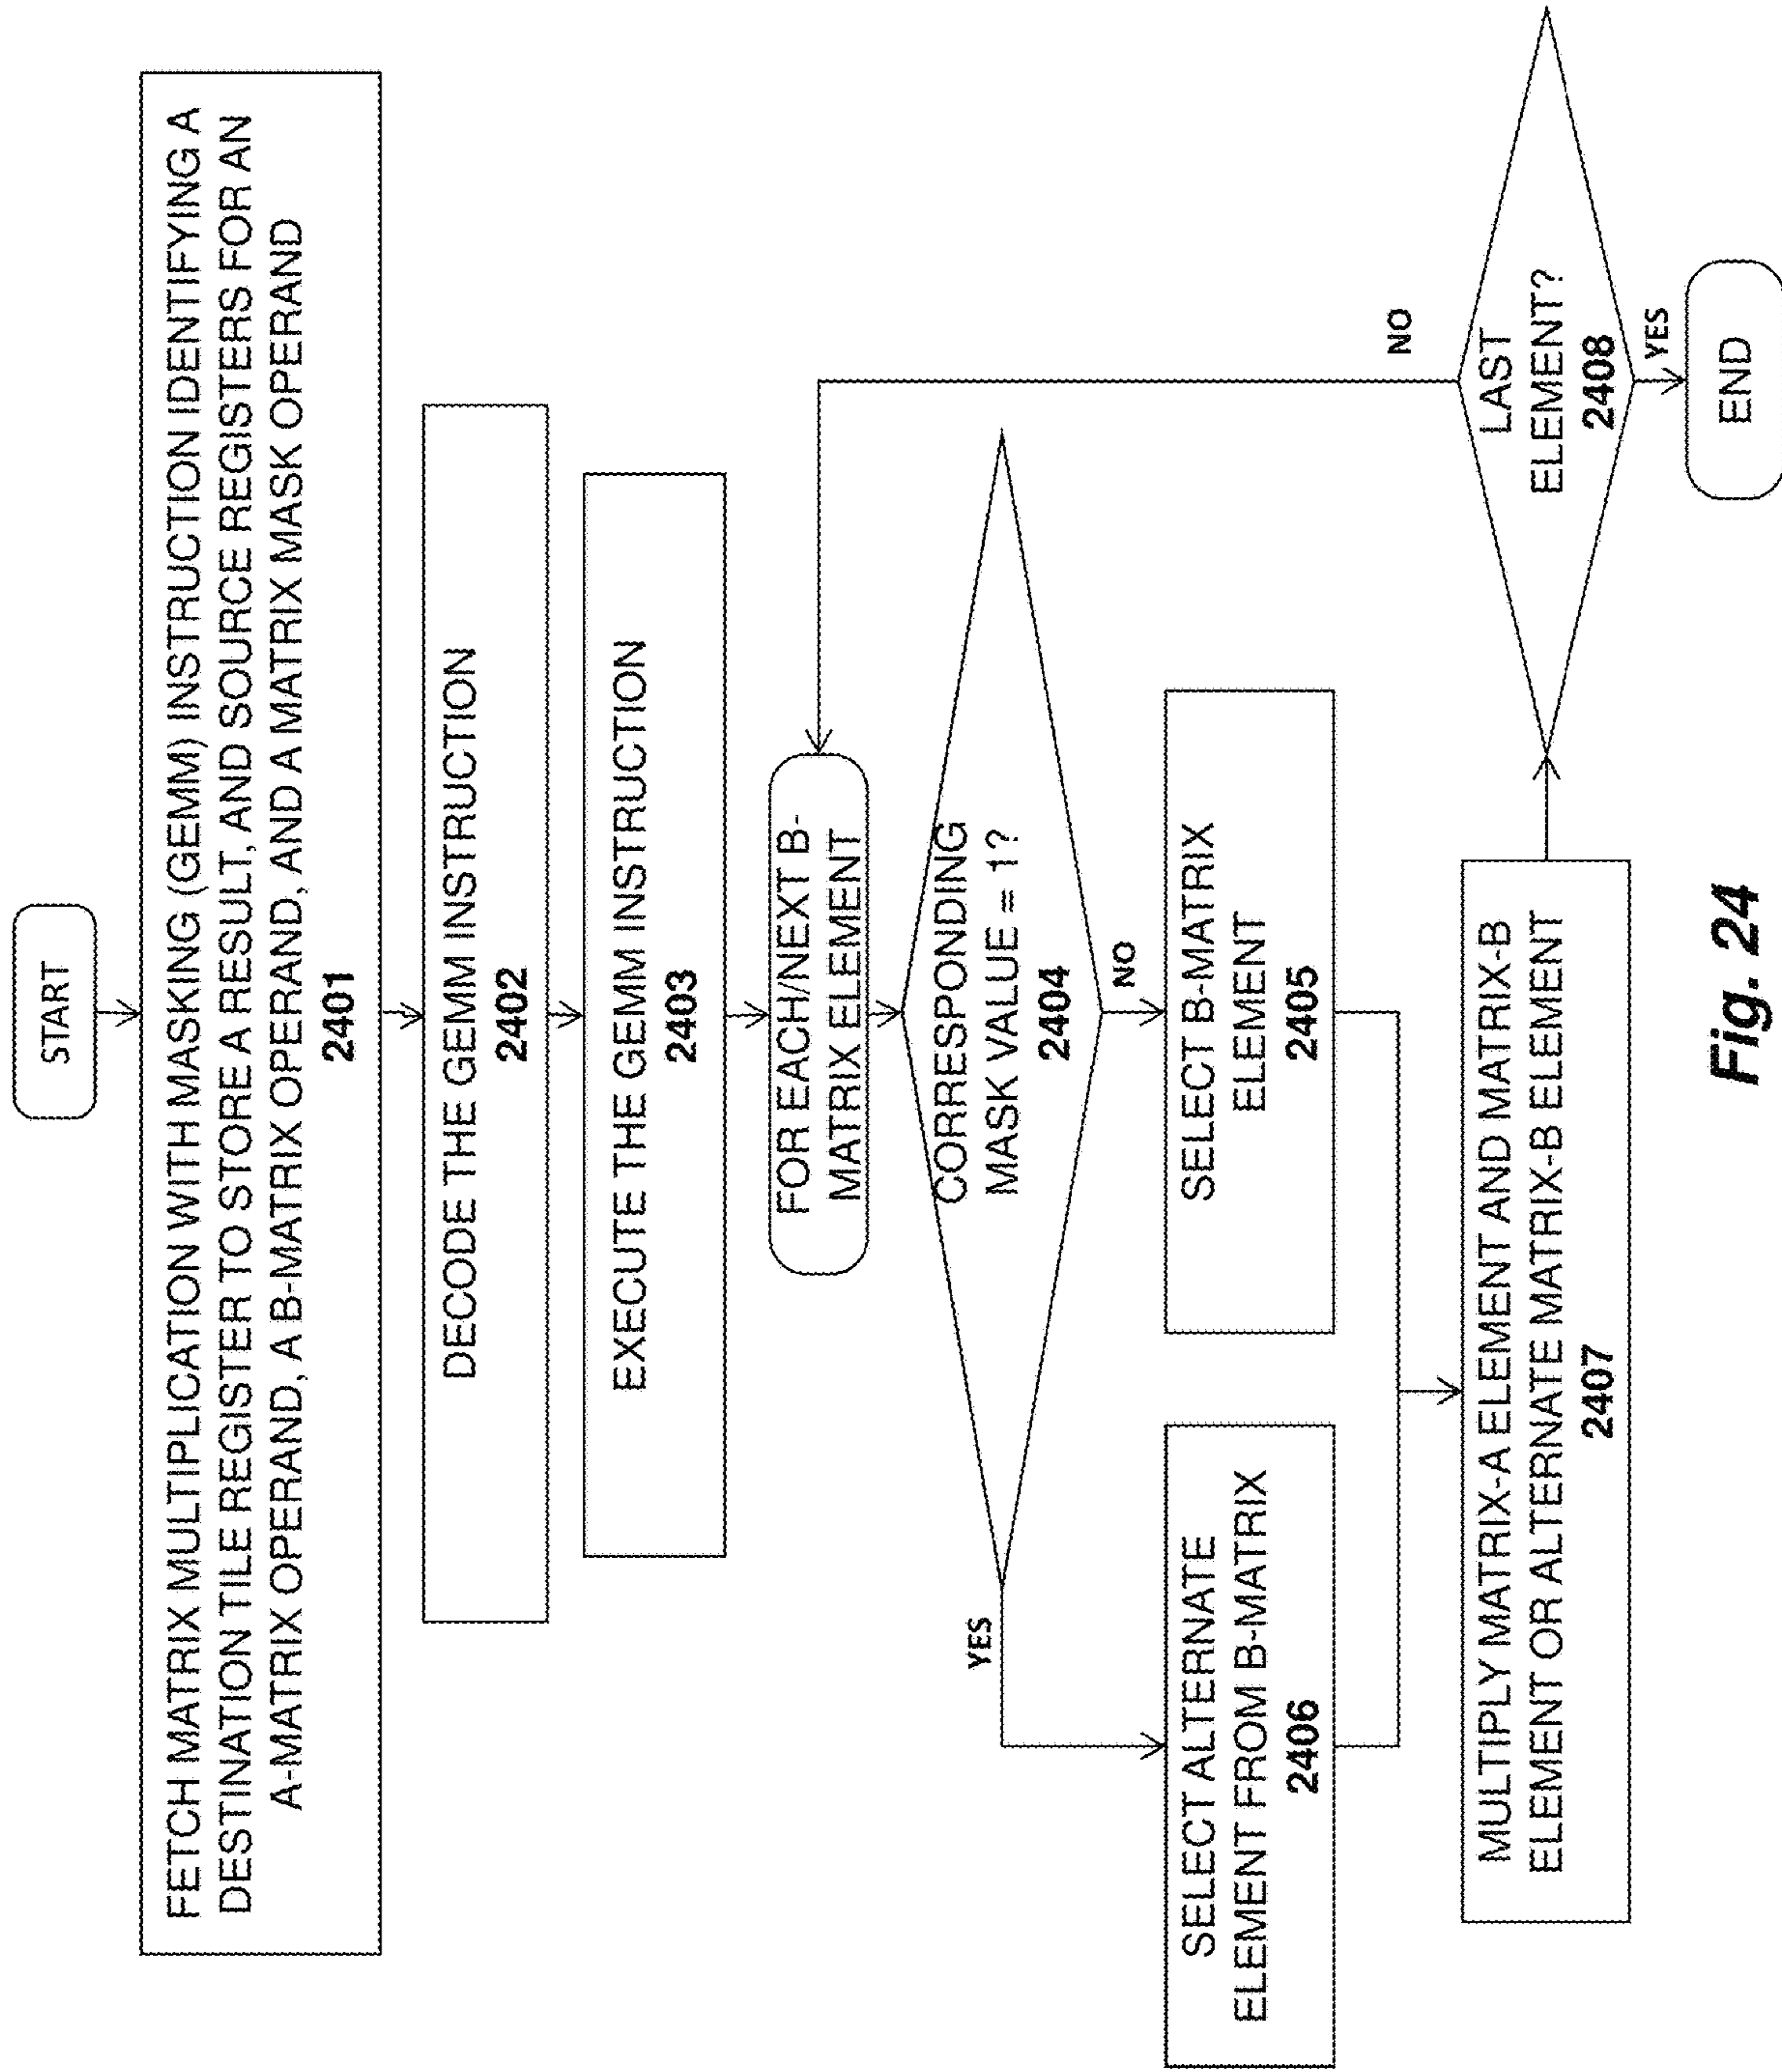 START
FETCH MATRIX MULTIPLICATION WITH MASKING (GEMM) INSTRUCTION IDENTIFYING A
DESTINATION TILE REGISTER TO STORE A RESULT, AND SOURCE REGISTERS FOR AN
A-MATRIX OPERAND, A B-MATRIX OPERAND, AND A MATRIX MASK OPERAND
2401
DECODE THE GEMM INSTRUCTION
2402
EXECUTE THE GEMM INSTRUCTION
2403
FOR EACH/NEXT B-
MATRIX ELEMENT
CORRESPONDING
MASK VALUE = 1?
2404
YES
NO
SELECT ALTERNATE
ELEMENT FROM B-MATRIX
2406
SELECT B-MATRIX
ELEMENT
2405
MULTIPLY MATRIX-A ELEMENT AND MATRIX-B
ELEMENT OR ALTERNATE MATRIX-B ELEMENT
2407
NO
LAST
ELEMENT?
2408
YES
END
Fig. 24